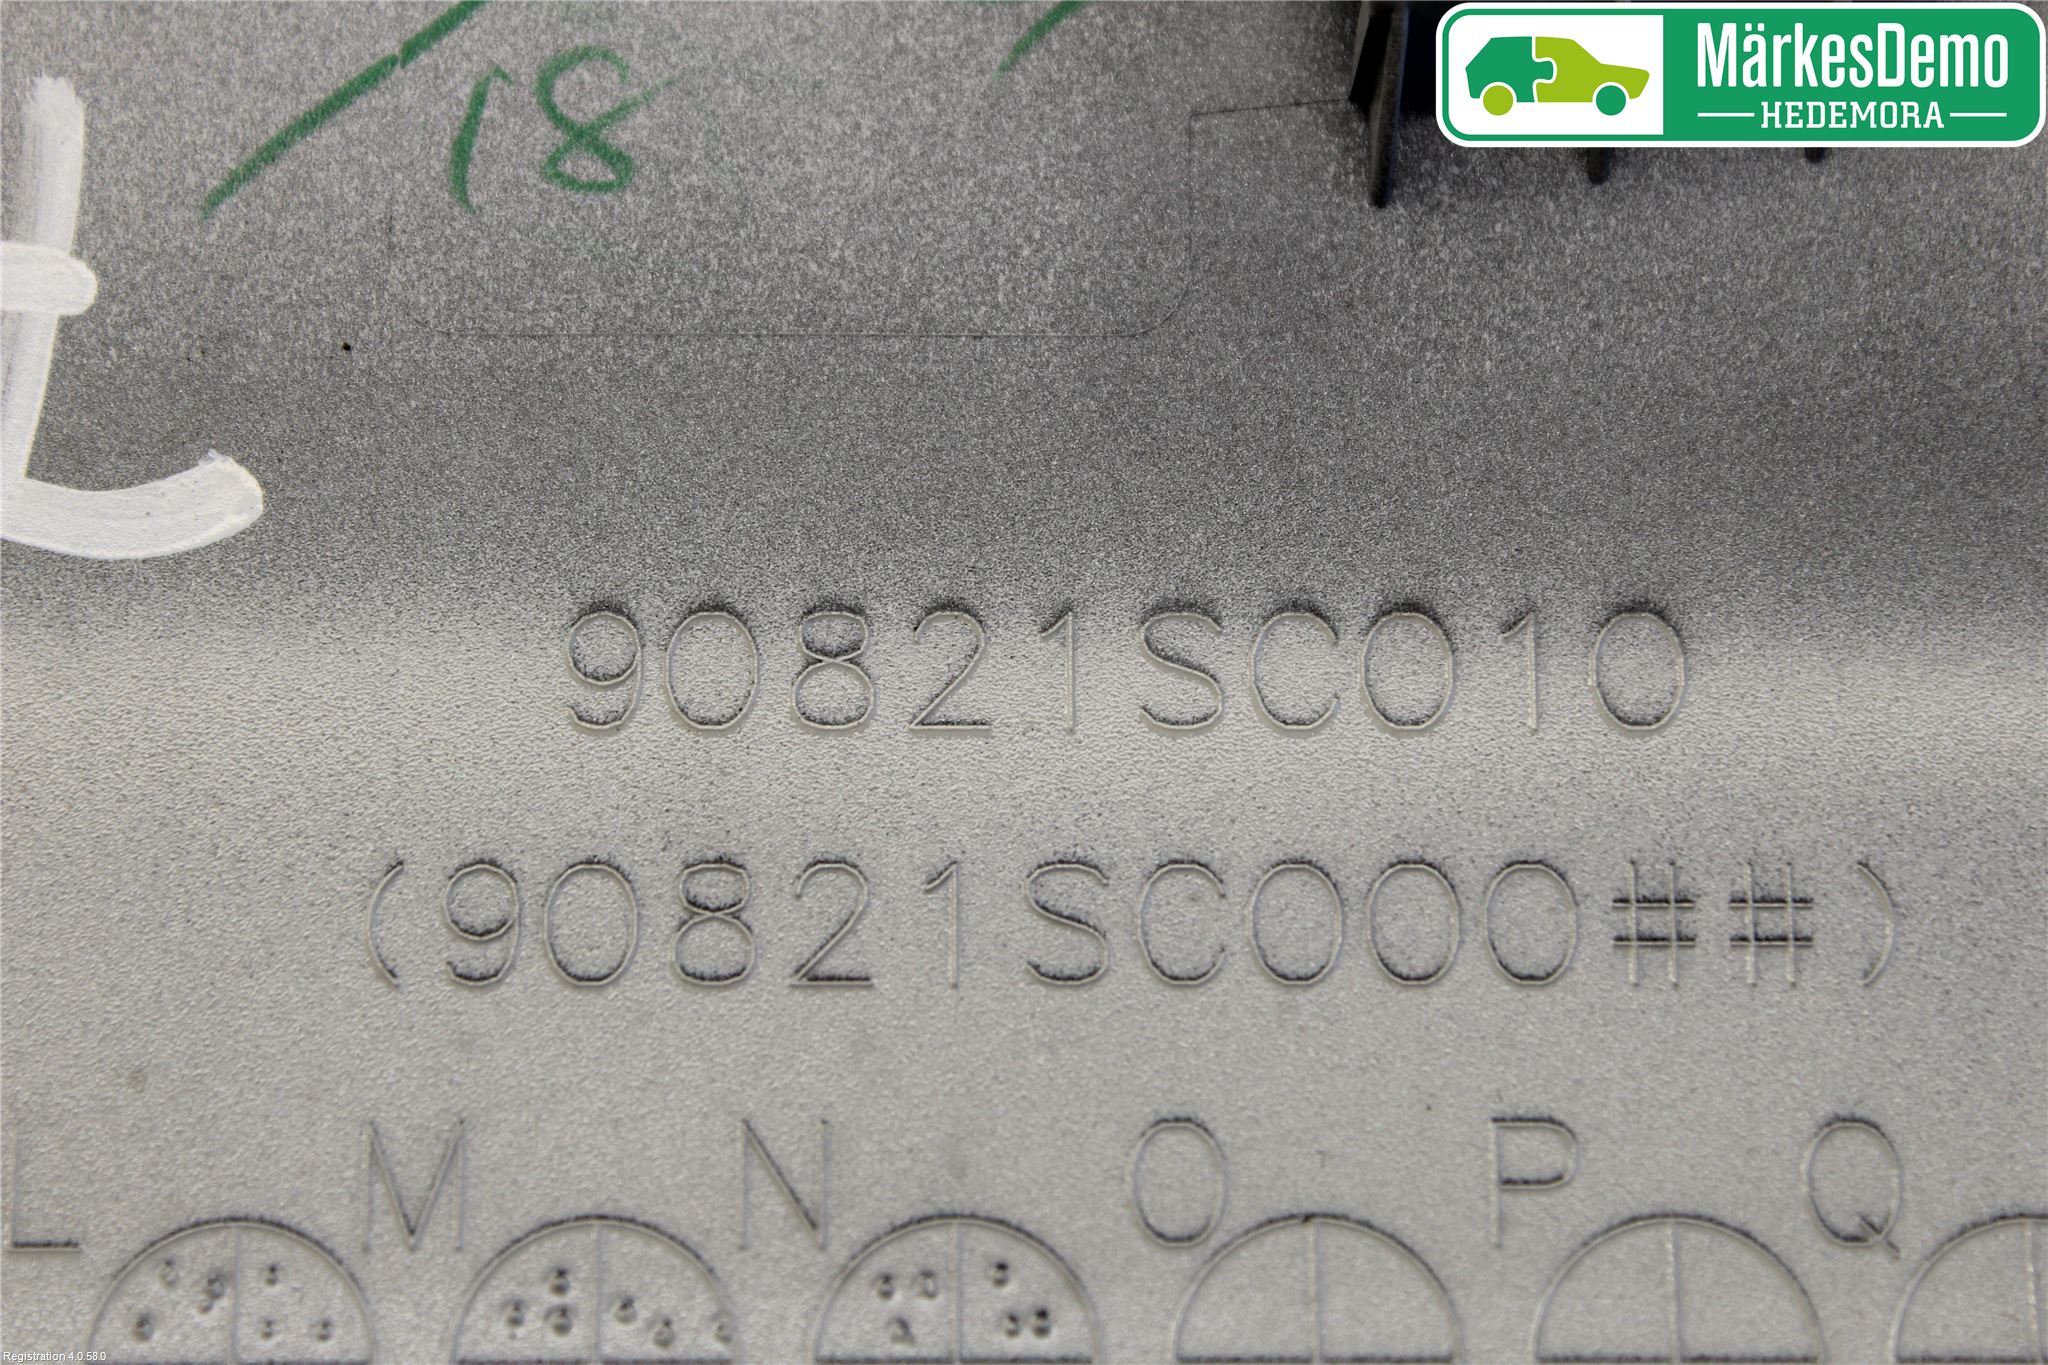 MärkesDemo
HEDEMORA
18
90821SC010
(90821SC000##)
L M N O P Q
Registration 4.0.58.0